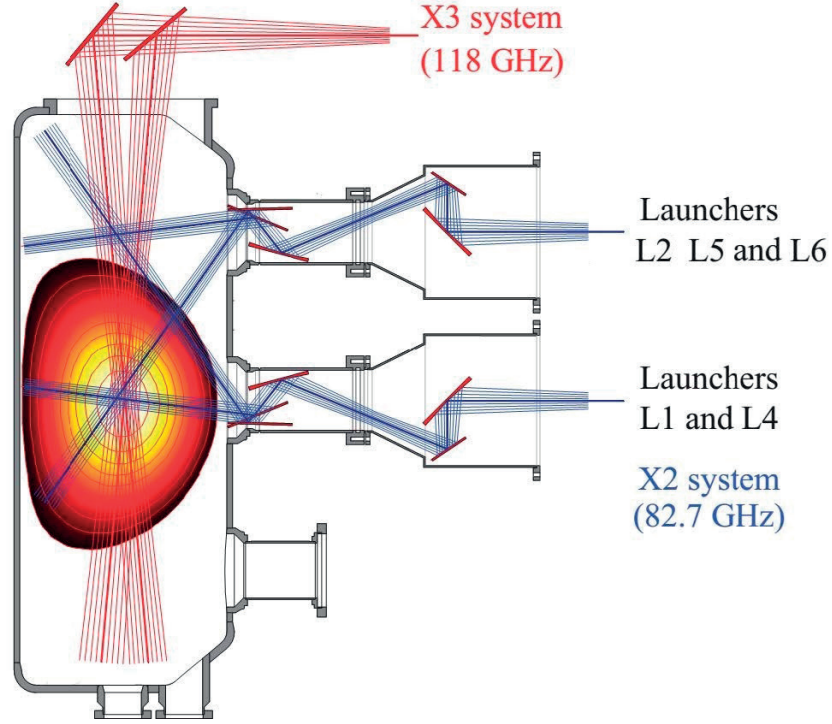 X3 system
(118 GHz)
Launchers
L2 L5 and L6
Launchers
L1 and L4
X2 system
(82.7 GHz)